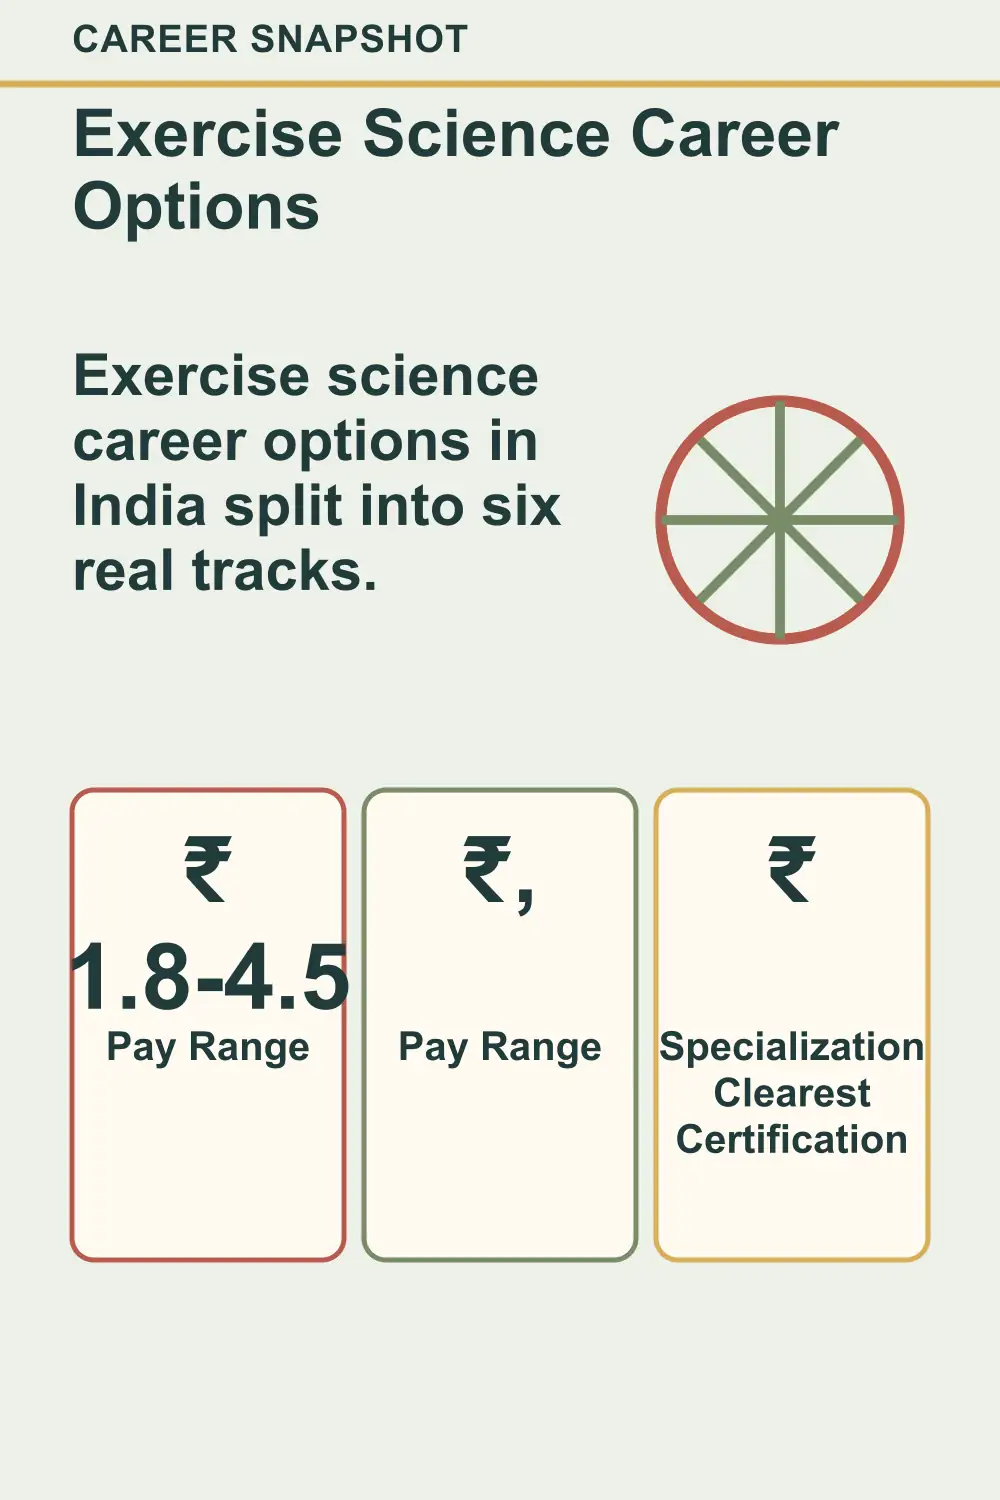 CAREER SNAPSHOT
Exercise Science Career
Options
Exercise science
career options in
India split into six
real tracks.
₹
1.8-4.5
Pay Range
₹,
Pay Range
₹
Specialization
Clearest
Certification